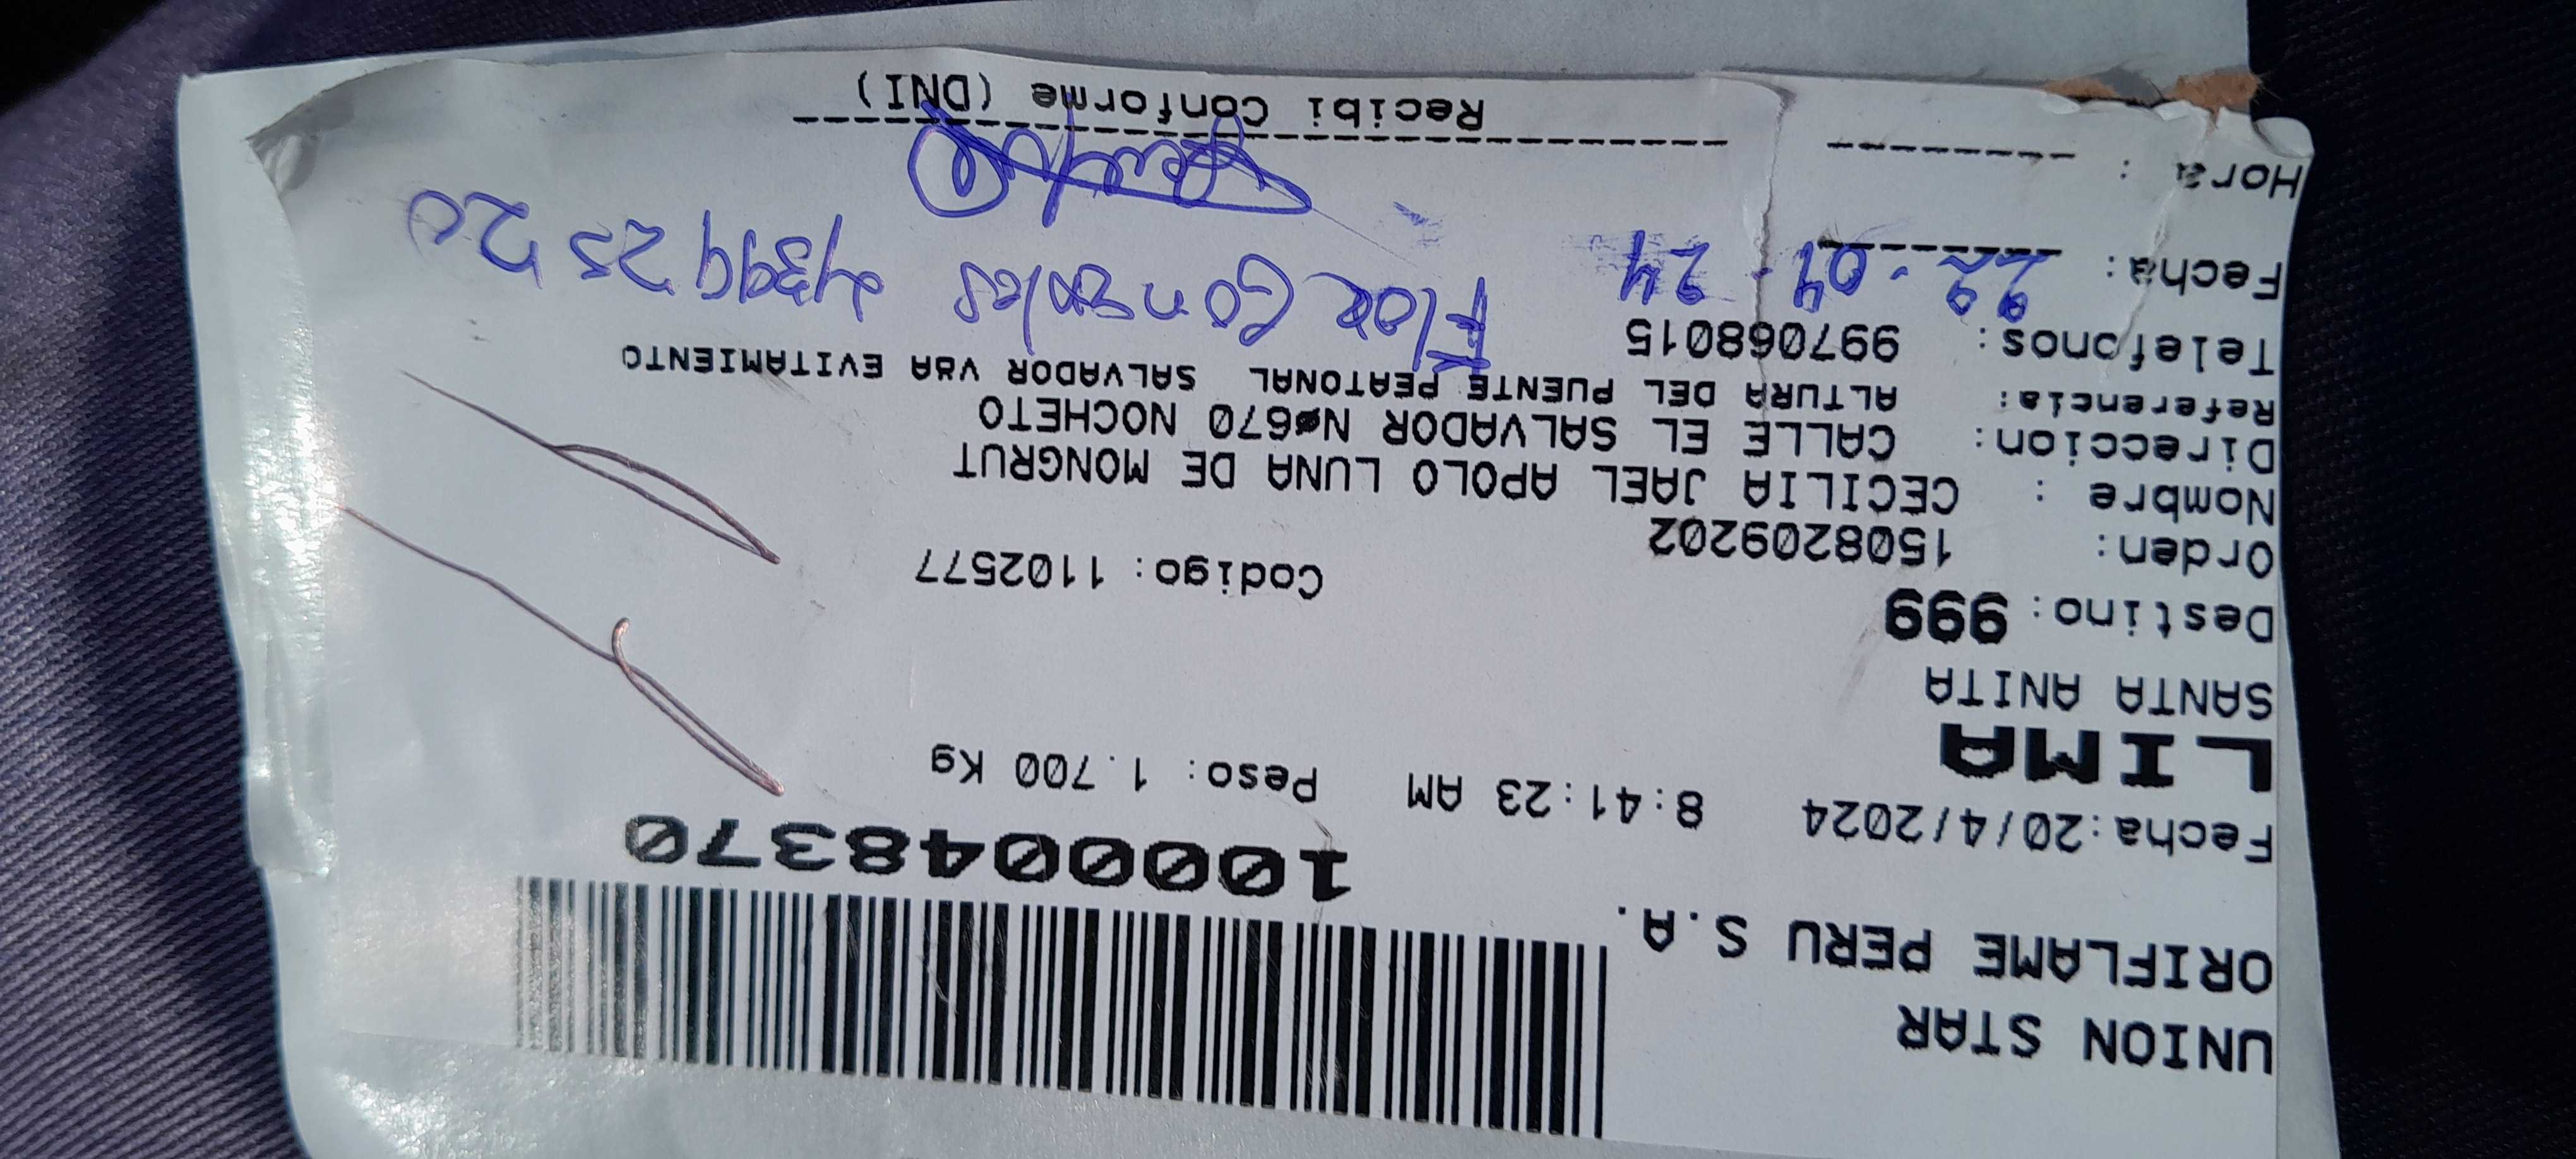 UNION STAR
ORIFLAME PERU S.A.
1000048370
Fecha:20/4/2024 8:41:23 AM Peso: 1.700 Kg
LIMA
SANTA ANITA
Destino: 999
Orden: 1508209202 Codigo: 1102577
Nombre : CECILIA JAEL APOLO LUNA DE MONGRUT
Direccion: CALLE EL SALVADOR Nø670 NOCHETO
Referencia: ALTURA DEL PUENTE PEATONAL SALVADOR V8A EVITAMIENTO
Telefonos: 997068015
Fecha: 22-04-24 Flor Gonzales 43942520
Hora :
Recibi Conforme (DNI)